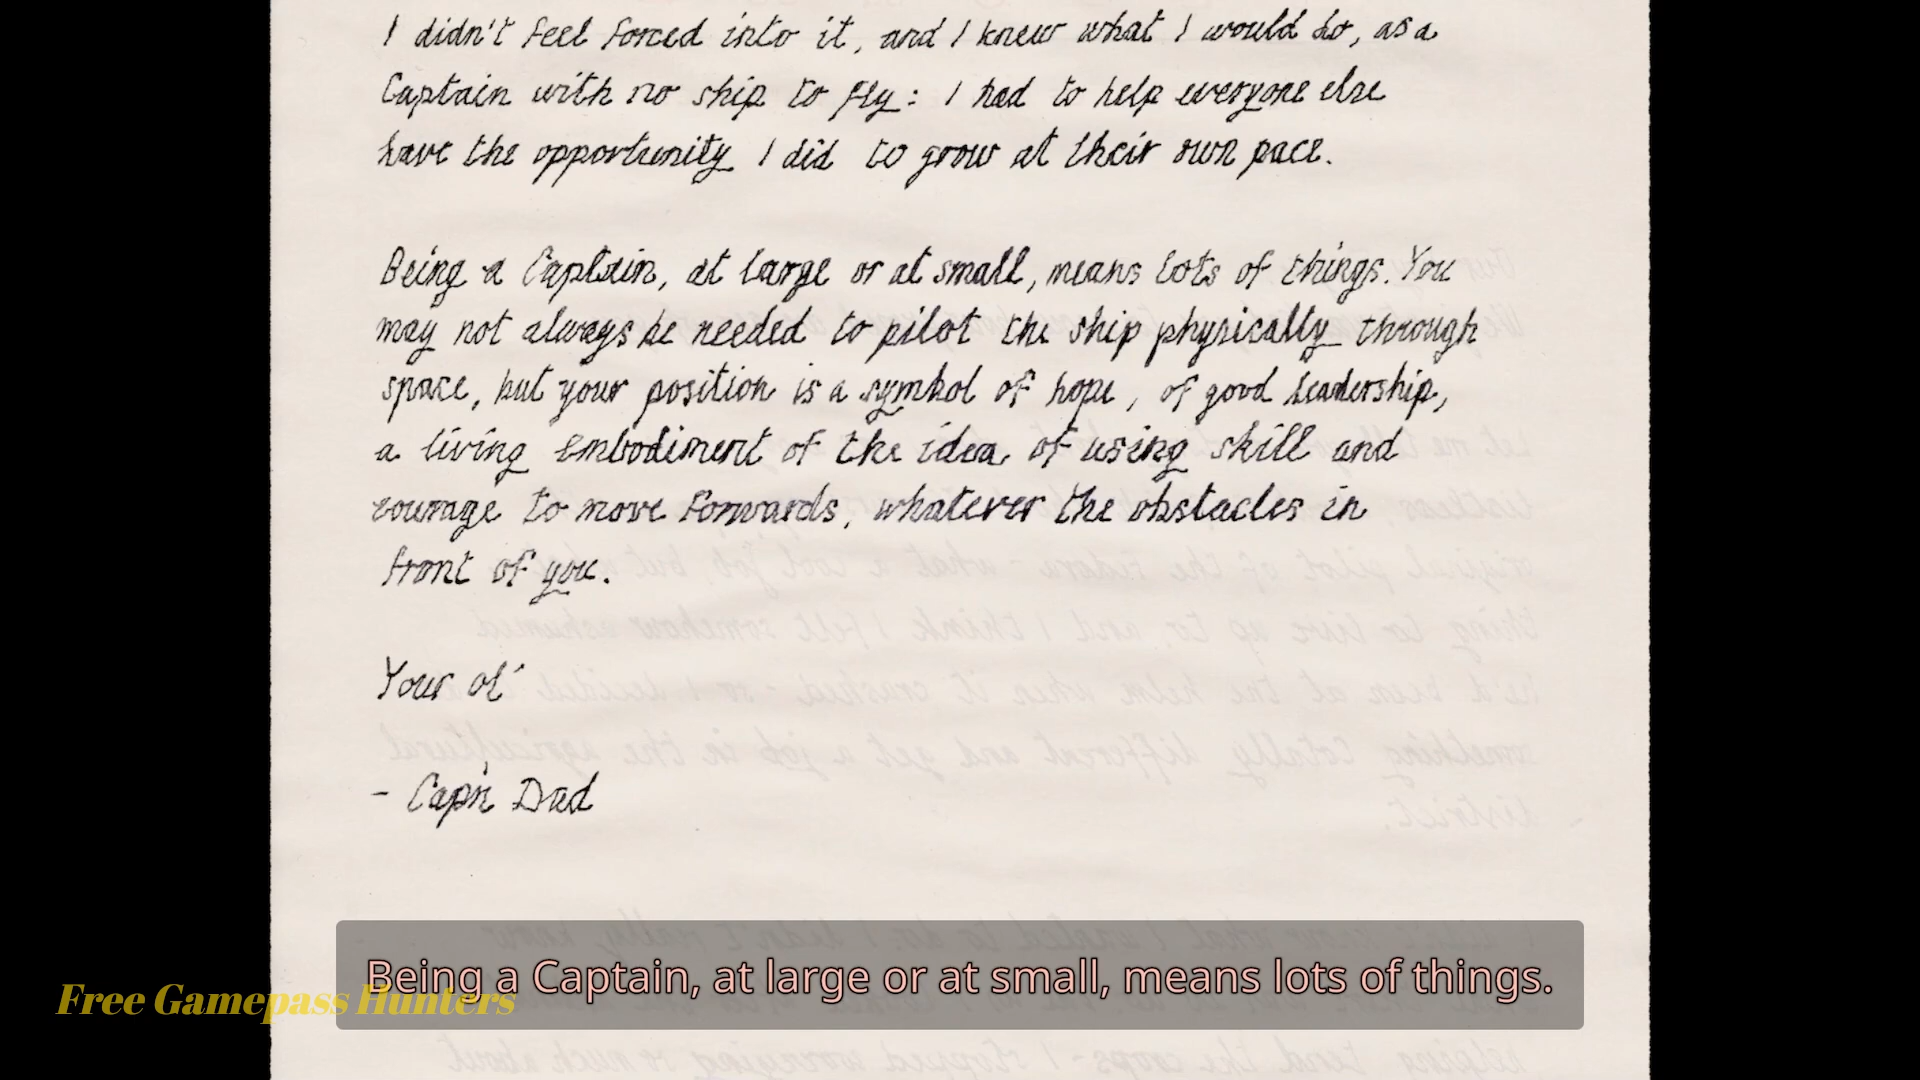 I didn't feel forced into it, and I knew what I would do, as a
Captain with no ship to fly: I had to help everyone else
have the opportunity I did to grow at their own pace.
Being a Captain, at large or at small, means lots of things. You
may not always be needed to pilot the ship physically through
space, but your position is a symbol of hope, of good leadership,
a living embodiment of the idea of using skill and
courage to move forwards, whatever the obstacles in
front of you.
Your ol'
- Cap'n Dad
Being a Captain, at large or at small, means lots of things.
Free Gamepass Hunters